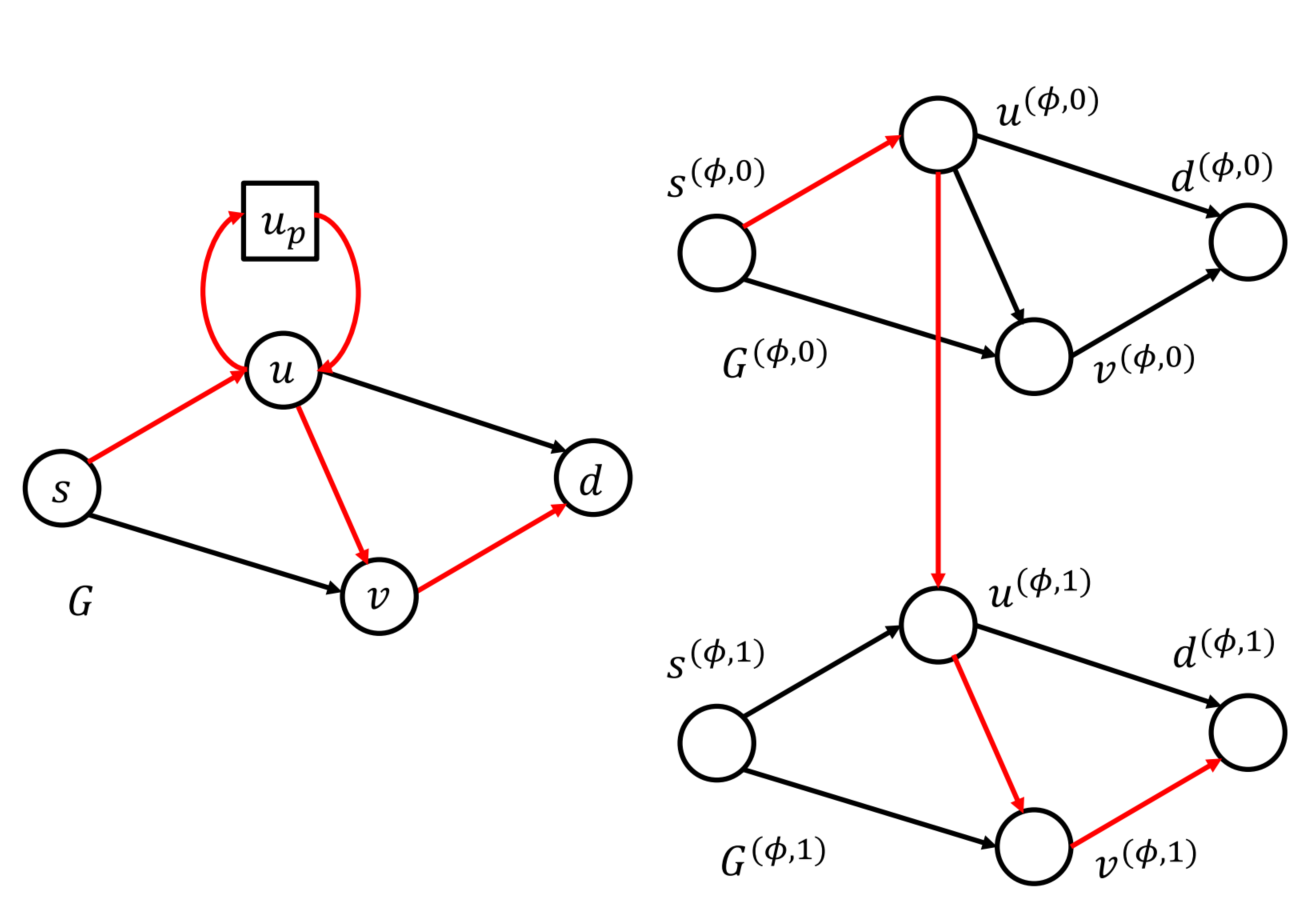 u_p
u
s
d
v
G
u^{(ϕ,0)}
s^{(ϕ,0)}
d^{(ϕ,0)}
G^{(ϕ,0)}
v^{(ϕ,0)}
u^{(ϕ,1)}
s^{(ϕ,1)}
d^{(ϕ,1)}
G^{(ϕ,1)}
v^{(ϕ,1)}